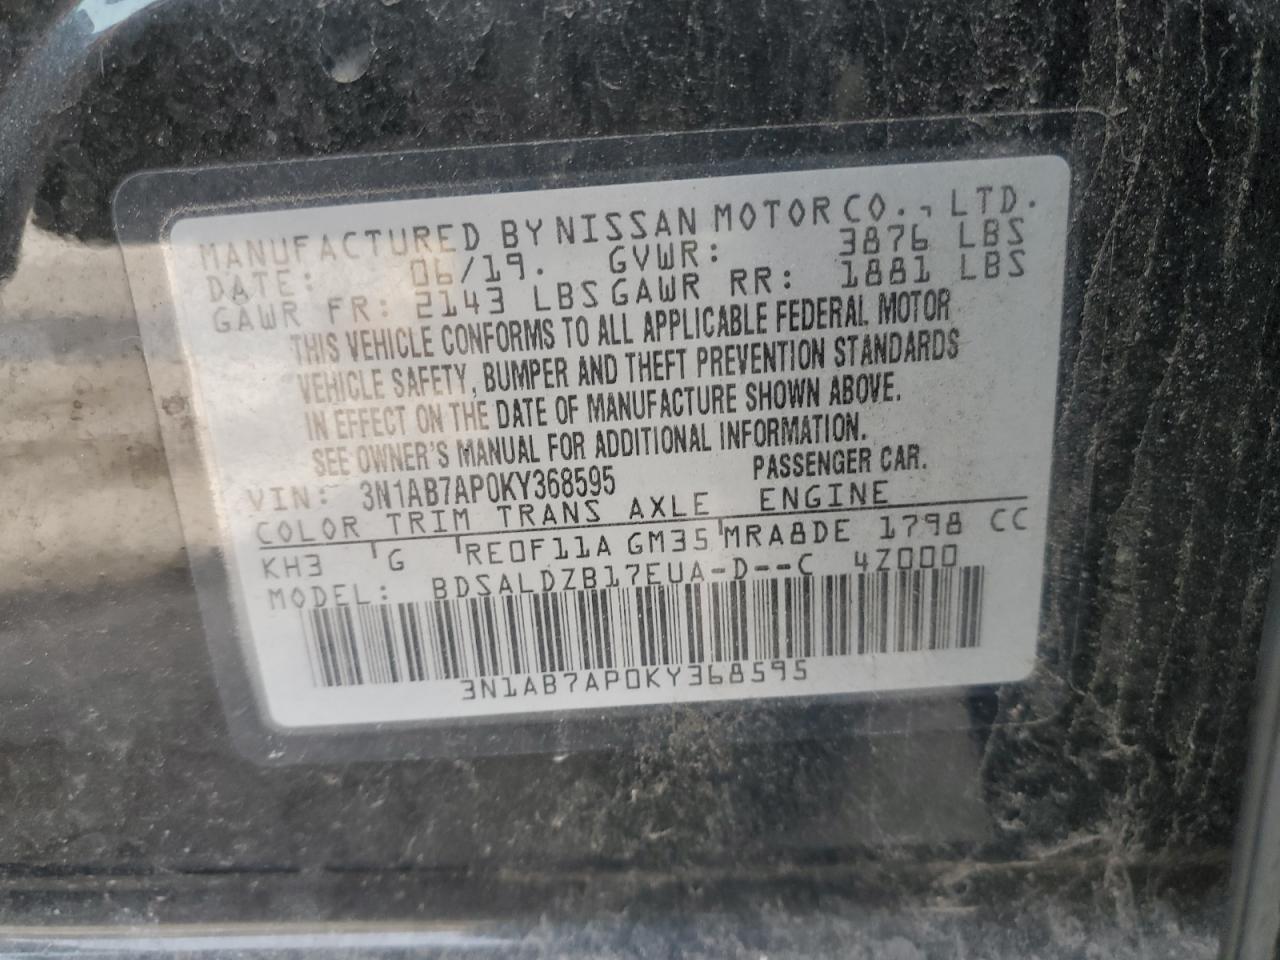 MANUFACTURED BY NISSAN MOTOR CO., LTD.
DATE: 06/19. GVWR: 3876 LBS
GAWR FR: 2143 LBS GAWR RR: 1881 LBS
THIS VEHICLE CONFORMS TO ALL APPLICABLE FEDERAL MOTOR
VEHICLE SAFETY, BUMPER AND THEFT PREVENTION STANDARDS
IN EFFECT ON THE DATE OF MANUFACTURE SHOWN ABOVE.
SEE OWNER'S MANUAL FOR ADDITIONAL INFORMATION.
VIN: 3N1AB7AP0KY368595 PASSENGER CAR.
COLOR TRIM TRANS AXLE ENGINE
KH3 G RE0F11A GM35 MRA8DE 1798 CC
MODEL: BDSALDZB17EUA-D--C 4Z000
3N1AB7AP0KY368595